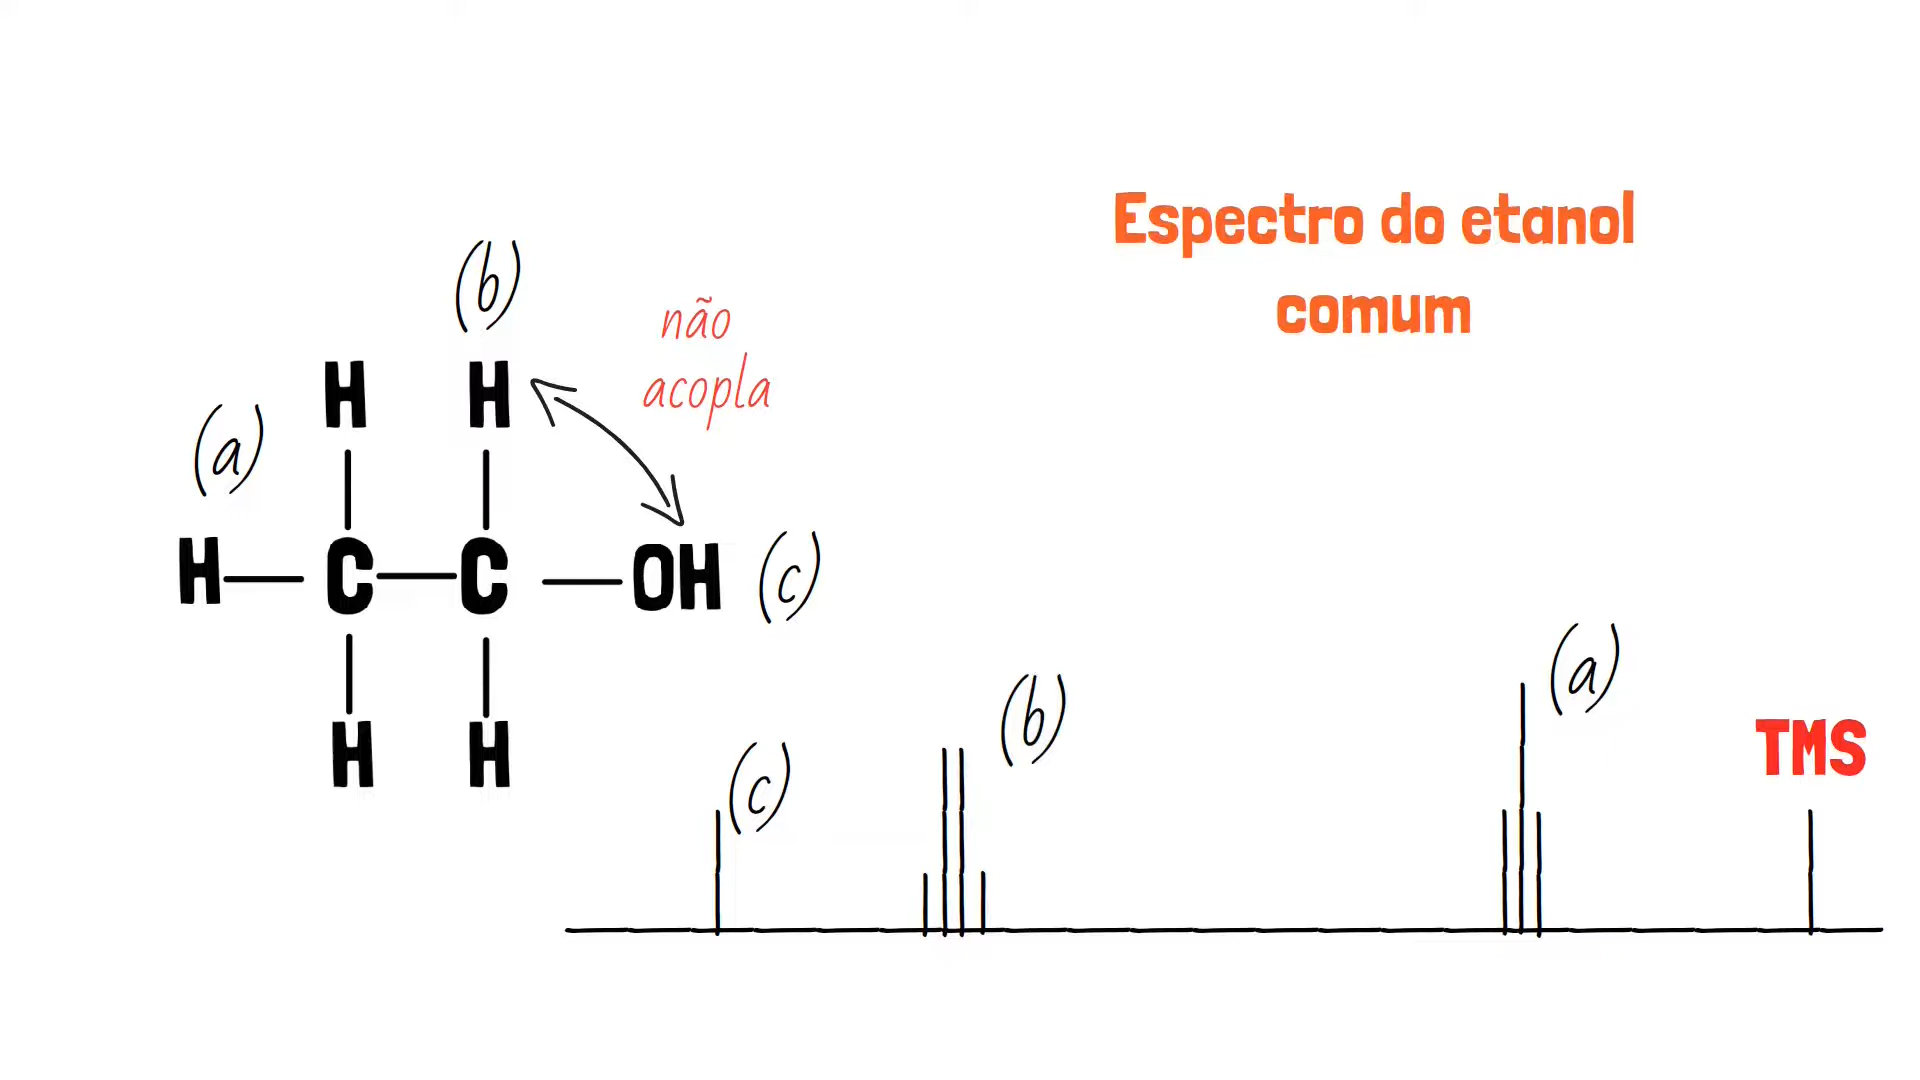 Espectro do etanol
comum
(b)
não
acopla
H H
(a)
H C C OH (c)
H H
(c)
(b)
(a)
TMS